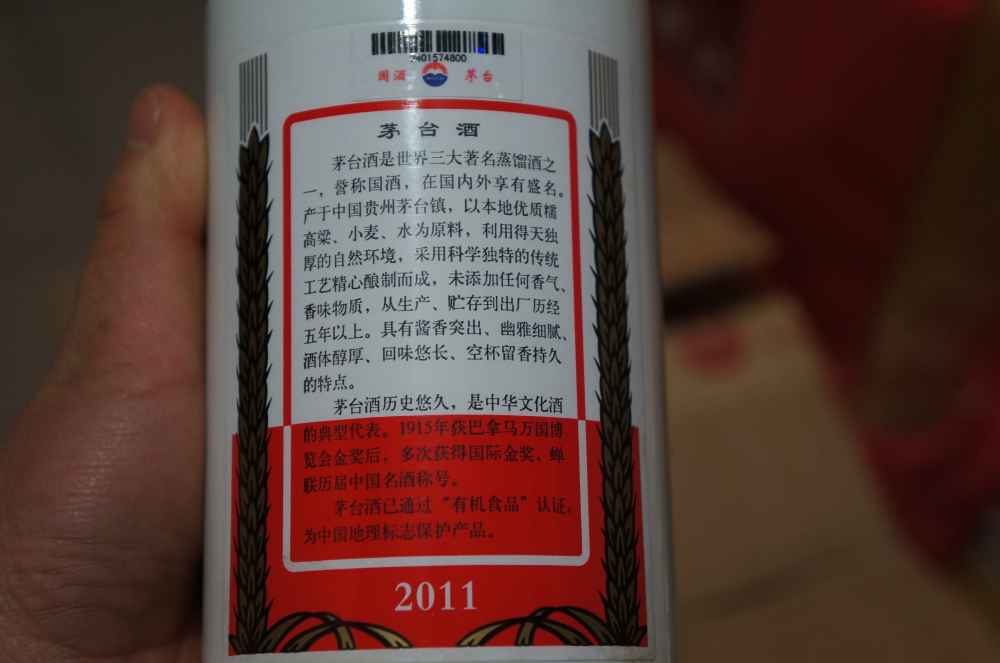 2401574800
国酒 茅台
茅台酒
茅台酒是世界三大著名蒸馏酒之
一，誉称国酒，在国内外享有盛名。
产于中国贵州茅台镇，以本地优质糯
高粱、小麦、水为原料，利用得天独
厚的自然环境，采用科学独特的传统
工艺精心酿制而成，未添加任何香气、
香味物质，从生产、贮存到出厂历经
五年以上。具有酱香突出、幽雅细腻、
酒体醇厚、回味悠长、空杯留香持久
的特点。
茅台酒历史悠久，是中华文化酒
的典型代表。1915年获巴拿马万国博
览会金奖后，多次获得国际金奖，蝉
联历届中国名酒称号。
茅台酒已通过“有机食品”认证，
为中国地理标志保护产品。
2011